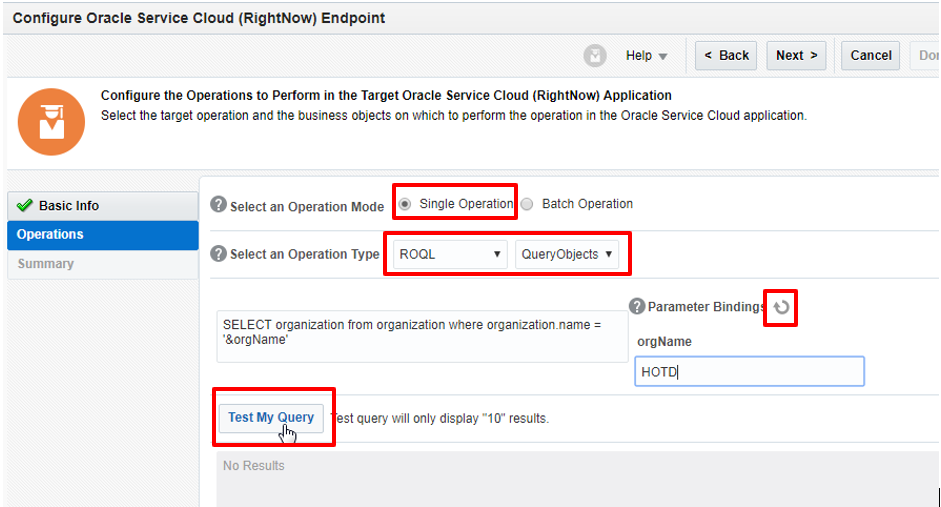 Configure Oracle Service Cloud (RightNow) Endpoint
Help
< Back
Next >
Cancel
Configure the Operations to Perform in the Target Oracle Service Cloud (RightNow) Application
Select the target operation and the business objects on which to perform the operation in the Oracle Service Cloud application.
Basic Info
Operations
Summary
? Select an Operation Mode
Single Operation
Batch Operation
? Select an Operation Type
ROQL
QueryObjects
? Parameter Bindings
SELECT organization from organization where organization.name =
'&orgName'
orgName
HOTD
Test My Query
Test query will only display "10" results.
No Results